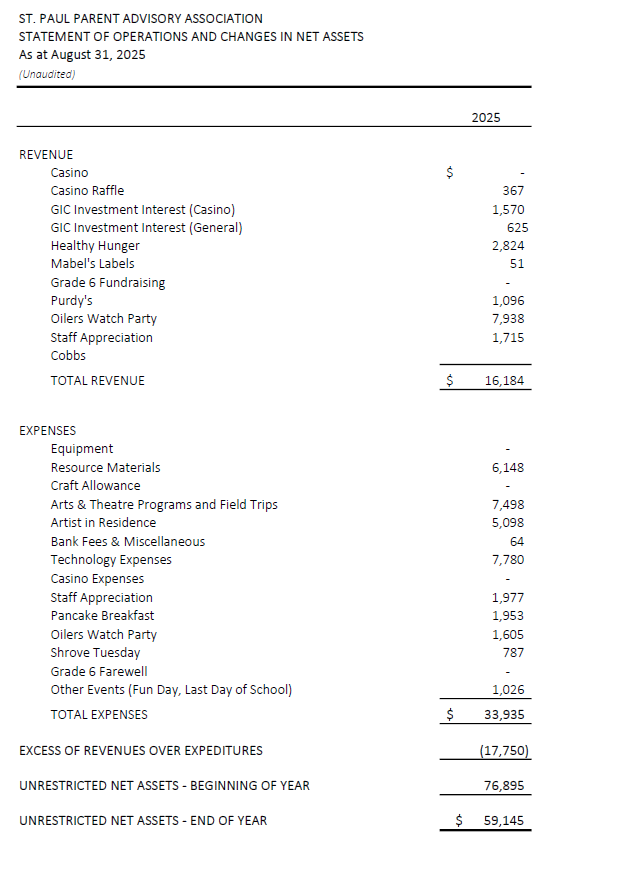 ST. PAUL PARENT ADVISORY ASSOCIATION
STATEMENT OF OPERATIONS AND CHANGES IN NET ASSETS
As at August 31, 2025
(Unaudited)
2025
REVENUE
Casino $ -
Casino Raffle 367
GIC Investment Interest (Casino) 1,570
GIC Investment Interest (General) 625
Healthy Hunger 2,824
Mabel's Labels 51
Grade 6 Fundraising -
Purdy's 1,096
Oilers Watch Party 7,938
Staff Appreciation 1,715
Cobbs
TOTAL REVENUE $ 16,184
EXPENSES
Equipment -
Resource Materials 6,148
Craft Allowance -
Arts & Theatre Programs and Field Trips 7,498
Artist in Residence 5,098
Bank Fees & Miscellaneous 64
Technology Expenses 7,780
Casino Expenses -
Staff Appreciation 1,977
Pancake Breakfast 1,953
Oilers Watch Party 1,605
Shrove Tuesday 787
Grade 6 Farewell -
Other Events (Fun Day, Last Day of School) 1,026
TOTAL EXPENSES $ 33,935
EXCESS OF REVENUES OVER EXPEDITURES (17,750)
UNRESTRICTED NET ASSETS - BEGINNING OF YEAR 76,895
UNRESTRICTED NET ASSETS - END OF YEAR $ 59,145